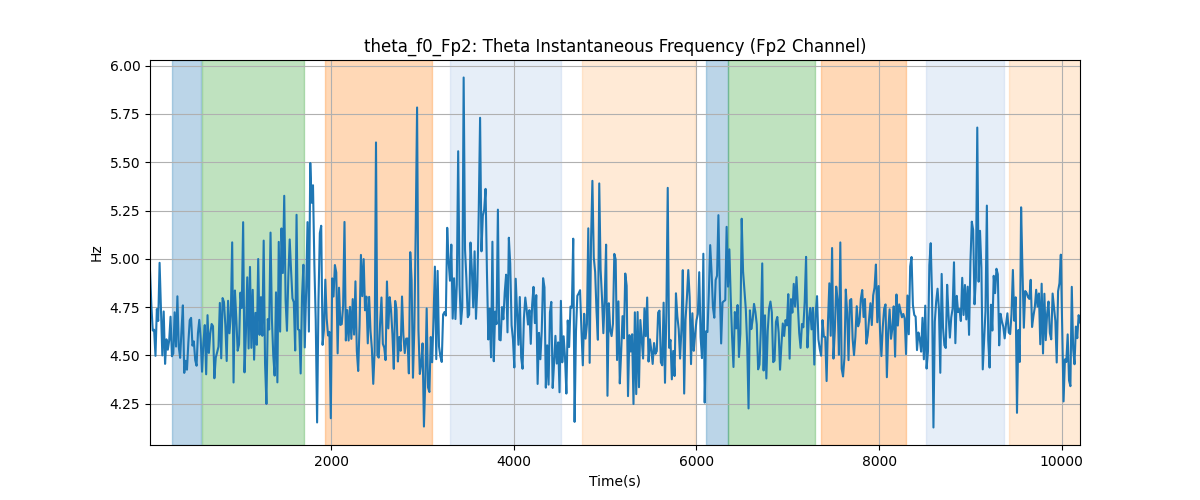 theta_f0_Fp2: Theta Instantaneous Frequency (Fp2 Channel)
6.00
5.75
5.50
5.25
5.00
4.75
4.50
4.25
Hz
2000 4000 6000 8000 10000
Time(s)